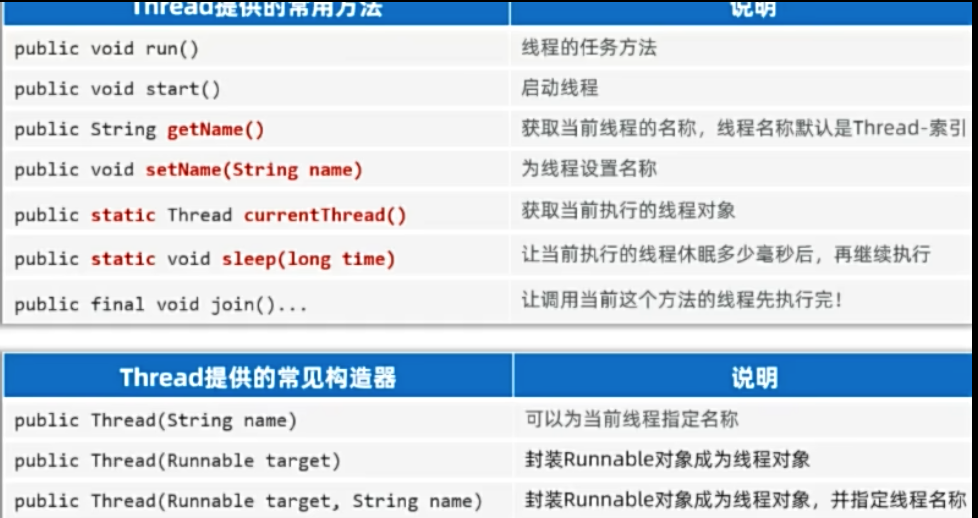 Thread提供的常用方法 说明
public void run() 线程的任务方法
public void start() 启动线程
public String getName() 获取当前线程的名称，线程名称默认是Thread-索引
public void setName(String name) 为线程设置名称
public static Thread currentThread() 获取当前执行的线程对象
public static void sleep(long time) 让当前执行的线程休眠多少毫秒后，再继续执行
public final void join()... 让调用当前这个方法的线程先执行完！
Thread提供的常见构造器 说明
public Thread(String name) 可以为当前线程指定名称
public Thread(Runnable target) 封装Runnable对象成为线程对象
public Thread(Runnable target, String name) 封装Runnable对象成为线程对象，并指定线程名称